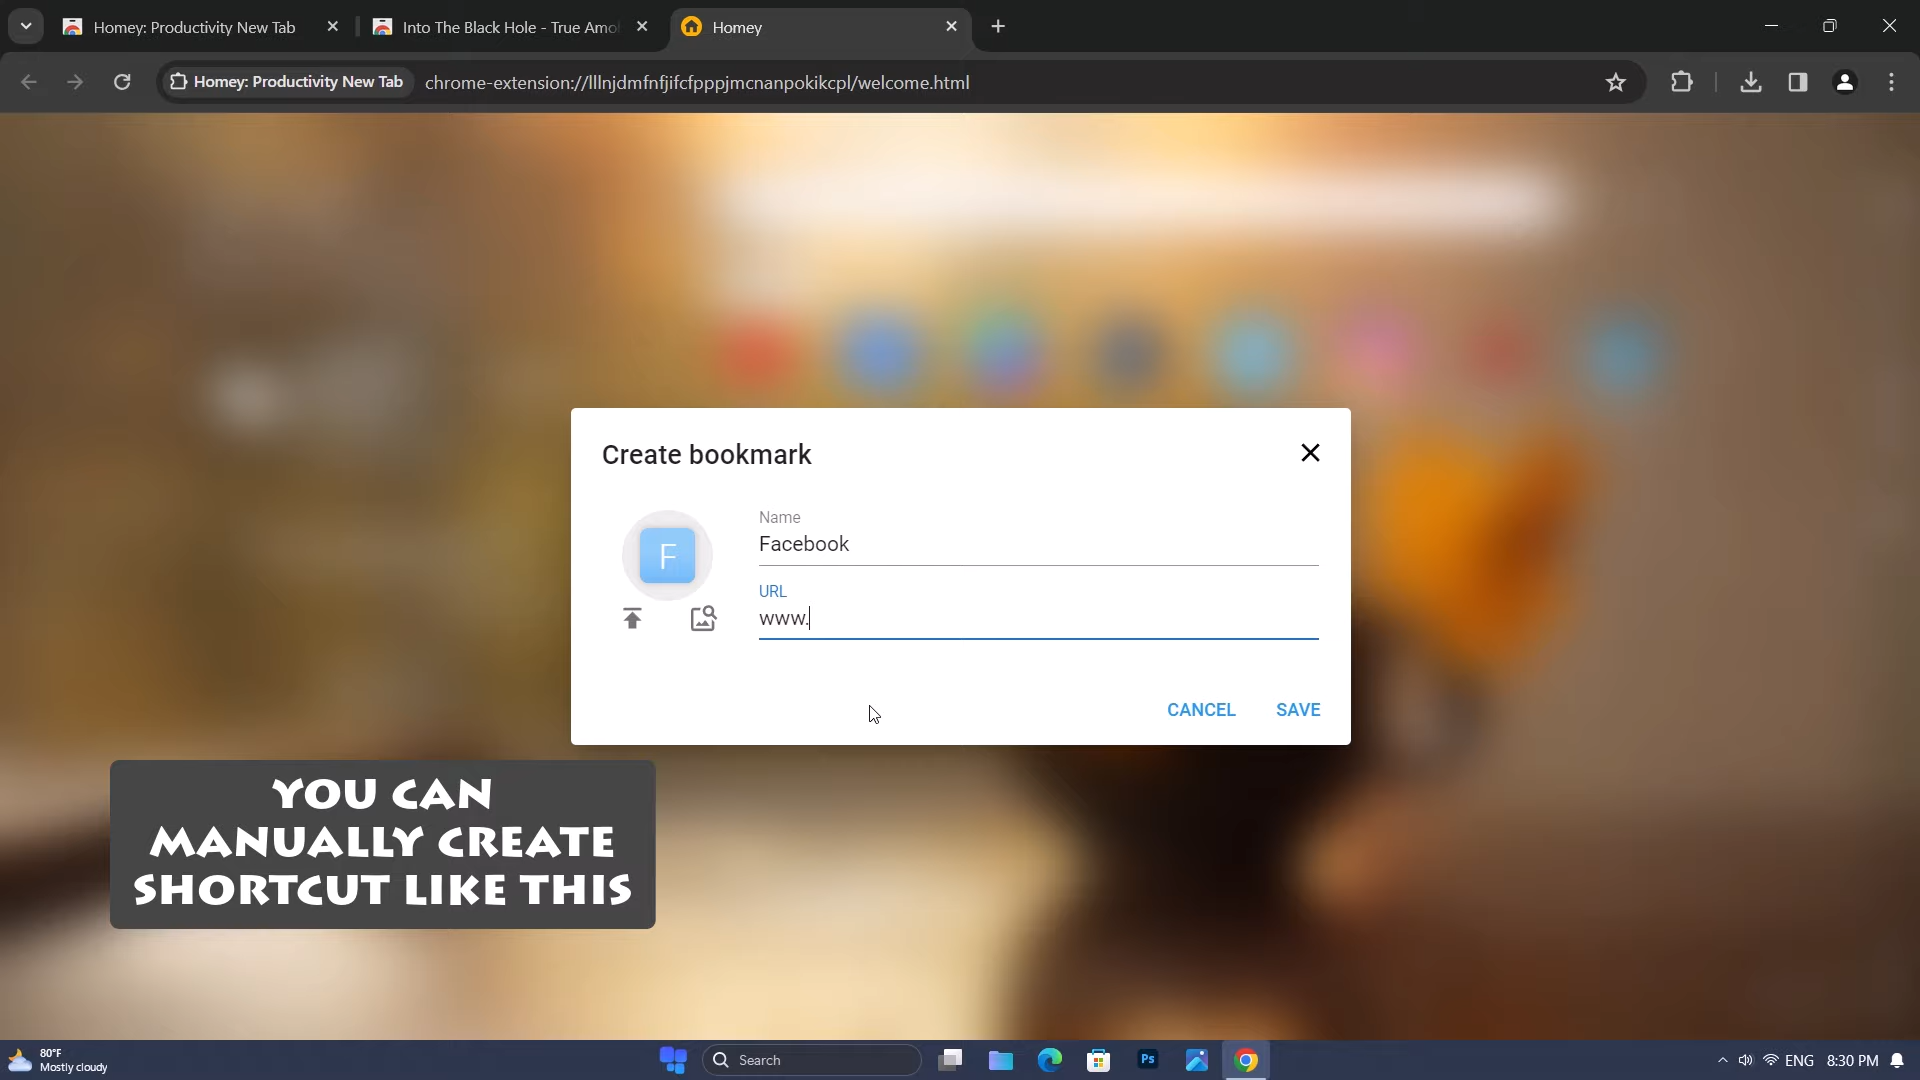 Homey: Productivity New Tab
Into The Black Hole - True Amo
Homey
Homey: Productivity New Tab
chrome-extension://lllnjdmfnfjifcfpppjmcnanpokikcpl/welcome.html
Create bookmark
Name
F
Facebook
URL
www.
CANCEL
SAVE
YOU CAN
MANUALLY CREATE
SHORTCUT LIKE THIS
80°F
Mostly cloudy
Search
Ps
ENG
8:30 PM